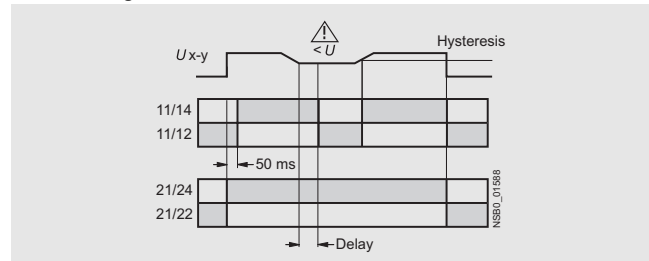 < U
Hysteresis
U x-y
11/14
11/12
50 ms
21/24
21/22
Delay
NSB0_01588